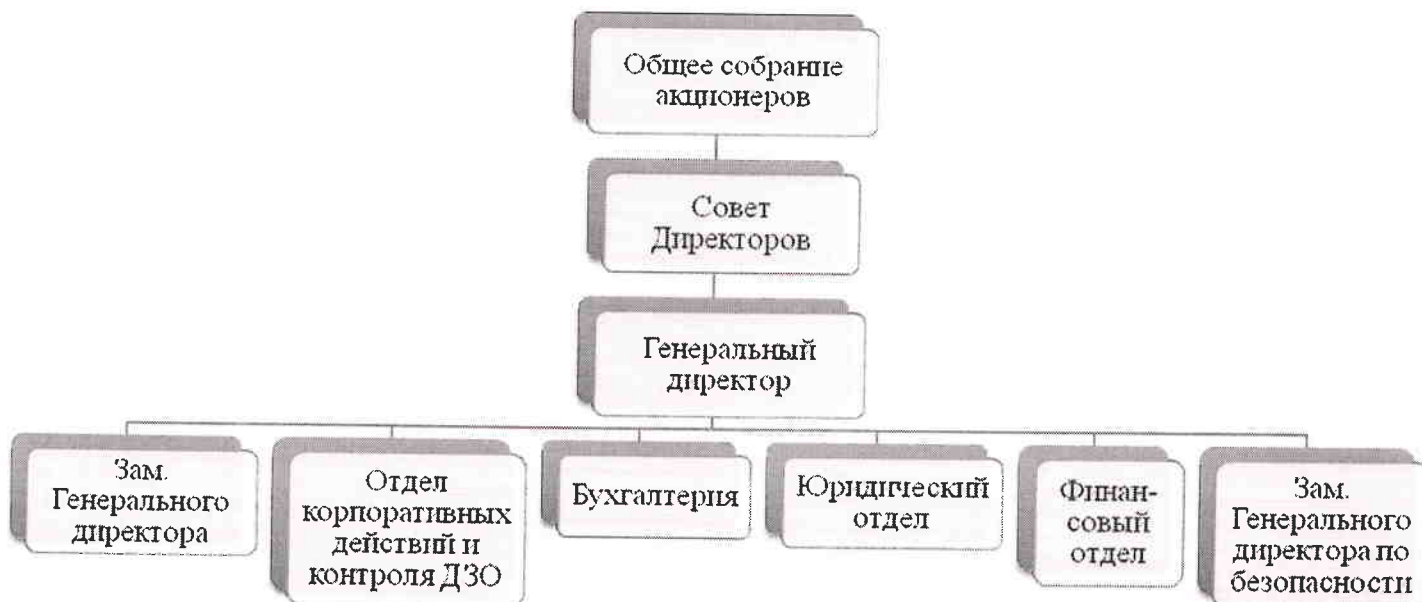 Общее собрание
акционеров
Совет
Директоров
Генеральный
директор
Зам.
Генерального
директора
Отдел
корпоративных
действий и
контроля ДЗО
Бухгалтерия
Юридический
отдел
Финан-
совый
отдел
Зам.
Генерального
директора по
безопасности